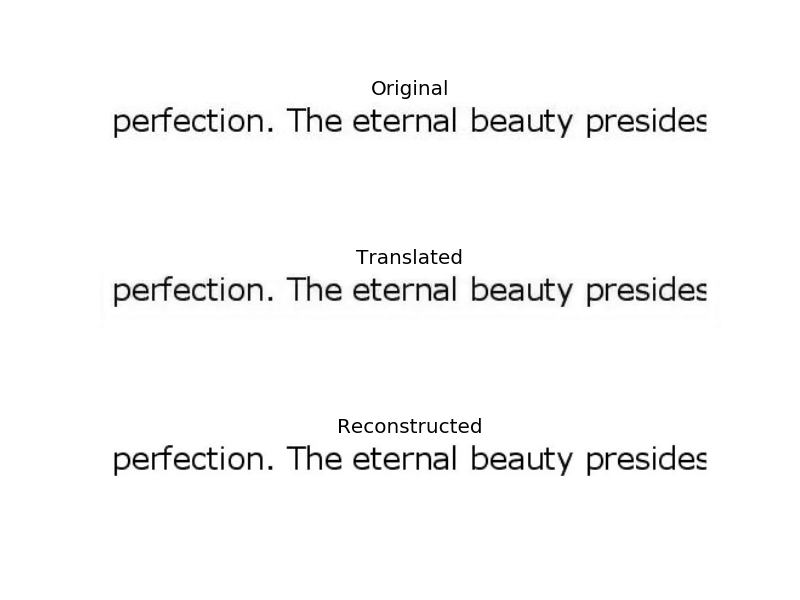 Original
perfection. The eternal beauty presides
Translated
perfection. The eternal beauty presides
Reconstructed
perfection. The eternal beauty presides